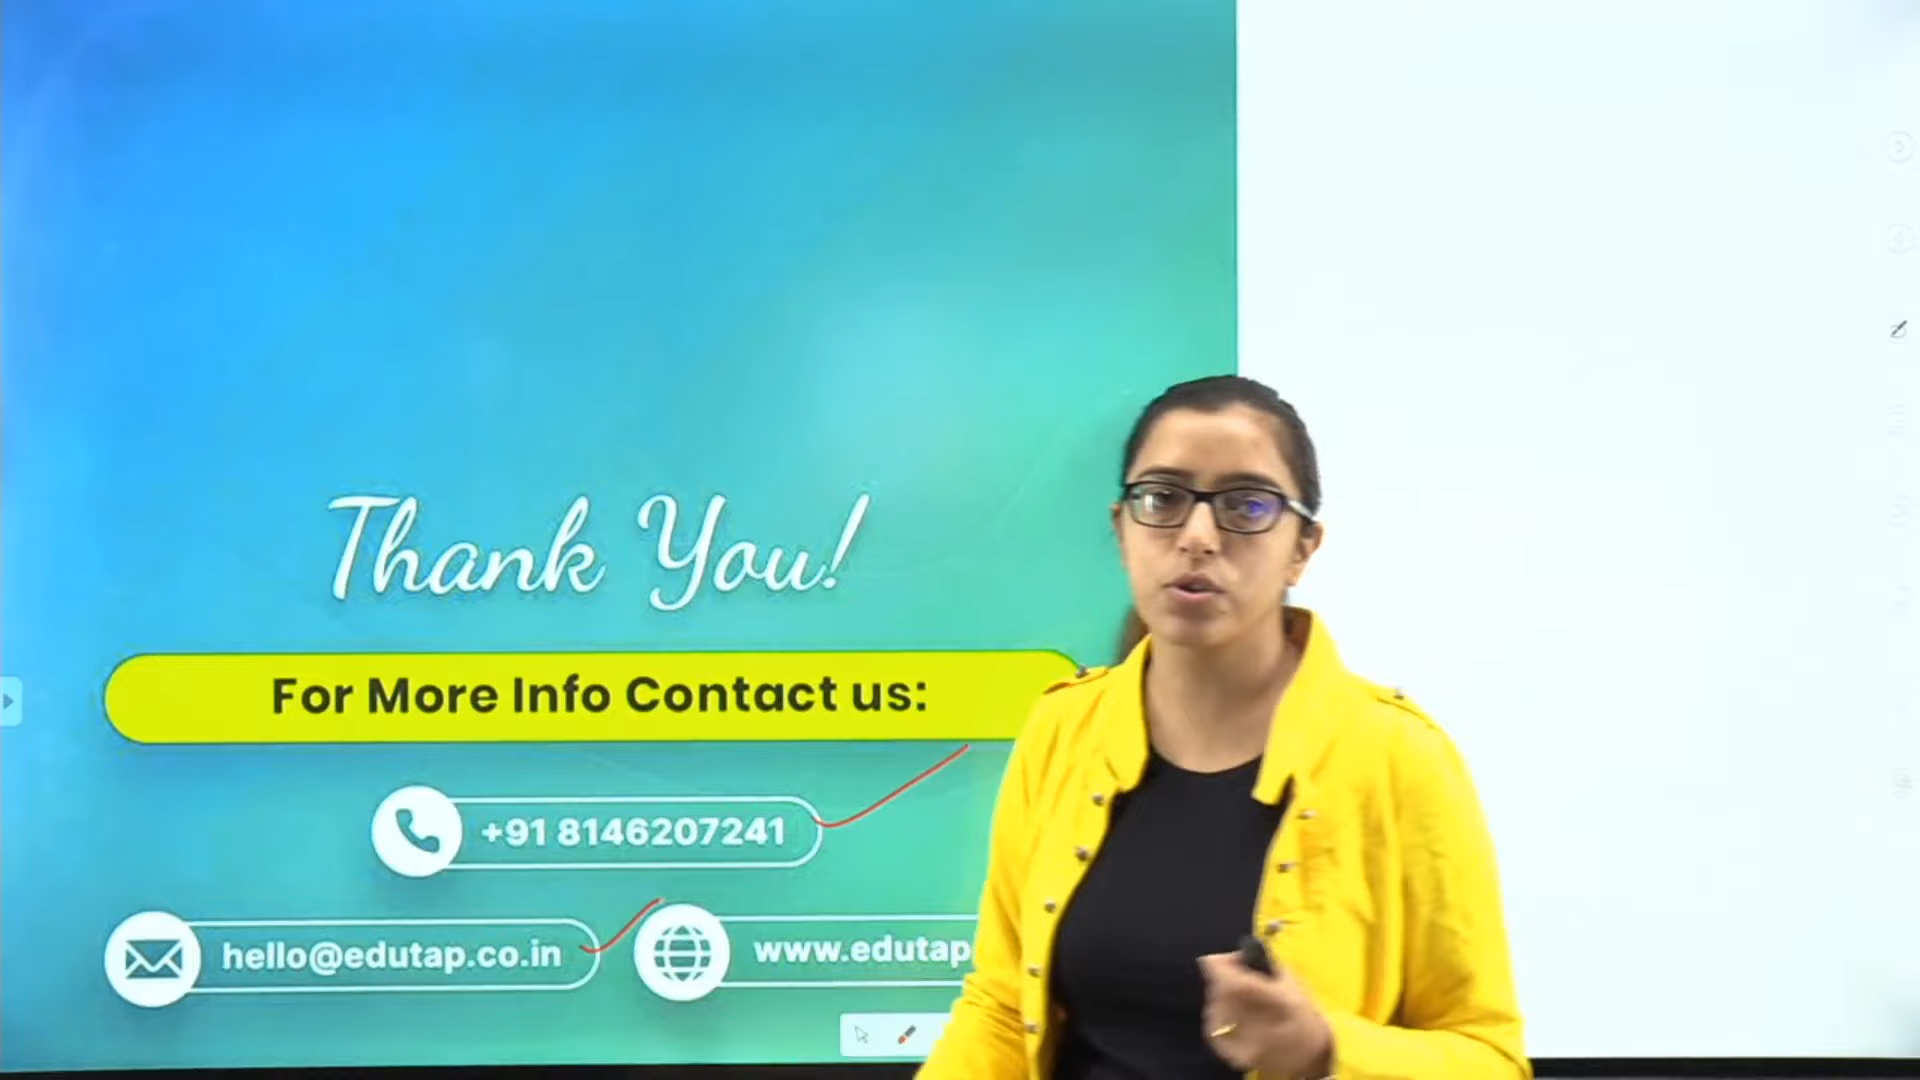 Thank You!
For More Info Contact us:
+91 8146207241
hello@edutap.co.in
www.edutap